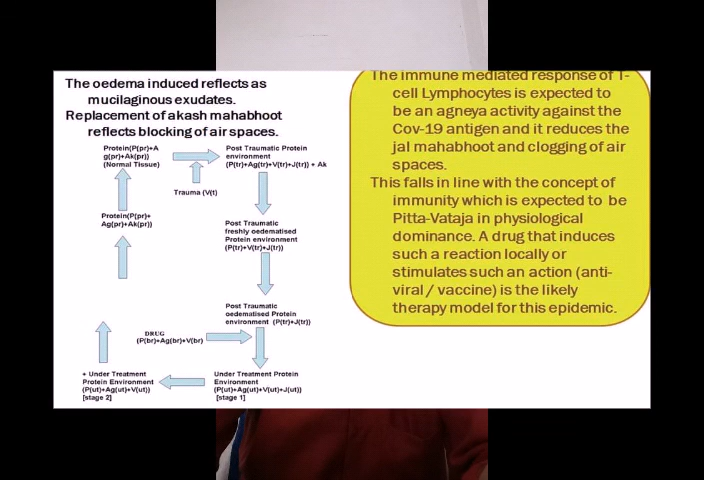 The oedema induced reflects as
mucilaginous exudates.
Replacement of akash mahabhoot
reflects blocking of air spaces.
Protein(P(pr)+A
g(pr)+Ak(pr))
(Normal Tissue)
Post Traumatic Protein
environment
(P(tr)+Ag(tr)+V(tr)+J(tr)) + Ak
Trauma (V(t)
Protein(P(pr)+
Ag(pr)+Ak(pr))
Post Traumatic
freshly oedematised
Protein environment
(P(tr)+V(tr)+J(tr))
Post Traumatic
oedematised Protein
environment (P(tr)+J(tr))
DRUG
(P(br)+Ag(br)+V(br)
+ Under Treatment
Protein Environment
(P(ut)+Ag(ut)+V(ut))
[stage 2]
Under Treatment Protein
Environment
(P(ut)+Ag(ut)+V(ut)+J(ut))
[stage 1]
The immune mediated response of T-
cell Lymphocytes is expected to
be an agneya activity against the
Cov-19 antigen and it reduces the
jal mahabhoot and clogging of air
spaces.
This falls in line with the concept of
immunity which is expected to be
Pitta-Vataja in physiological
dominance. A drug that induces
such a reaction locally or
stimulates such an action (anti-
viral / vaccine) is the likely
therapy model for this epidemic.